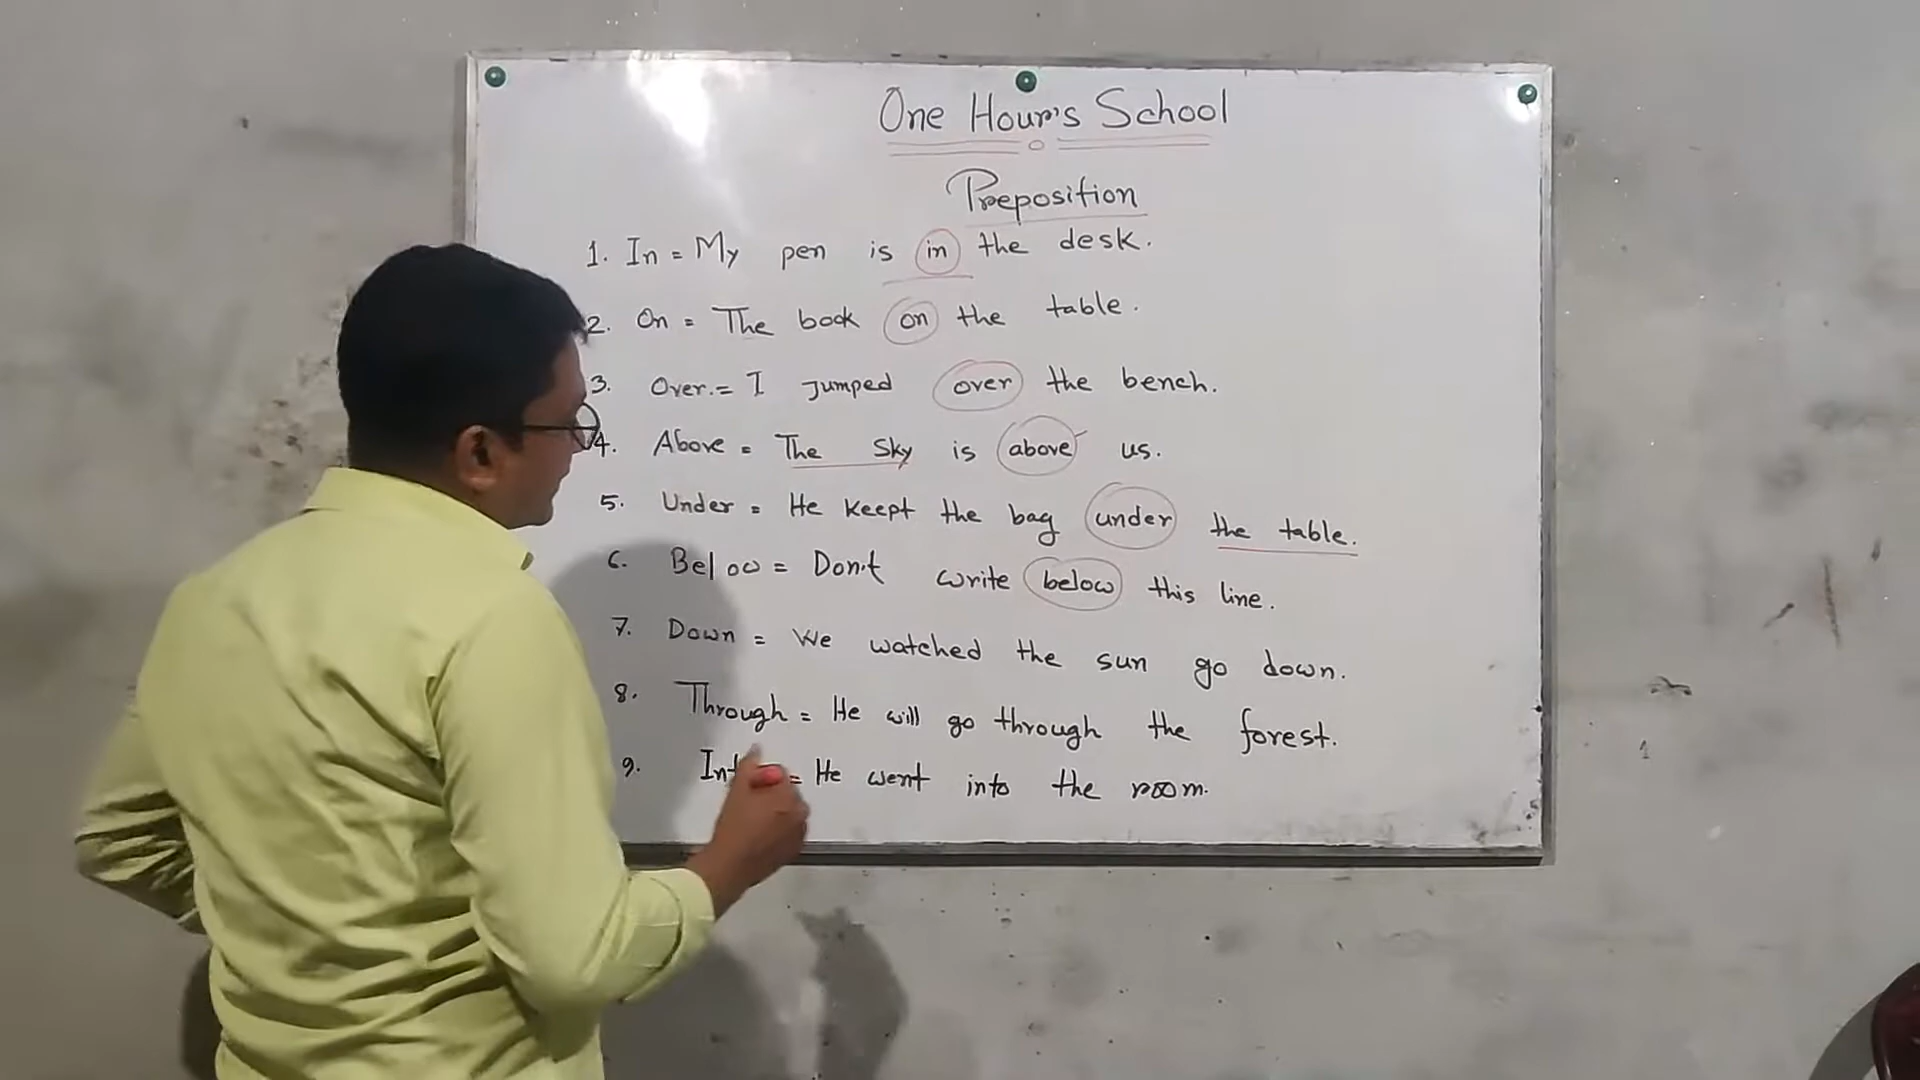 One Hour's School
Preposition
1. In = My pen is in the desk.
2. On = The book on the table.
3. Over. = I Jumped over the bench.
4. Above = The Sky is above us.
5. Under = He keept the bag under the table.
6. Below = Don't write below this line.
7. Down = We watched the sun go down.
8. Through = He will go through the forest.
9. = He went into the room.